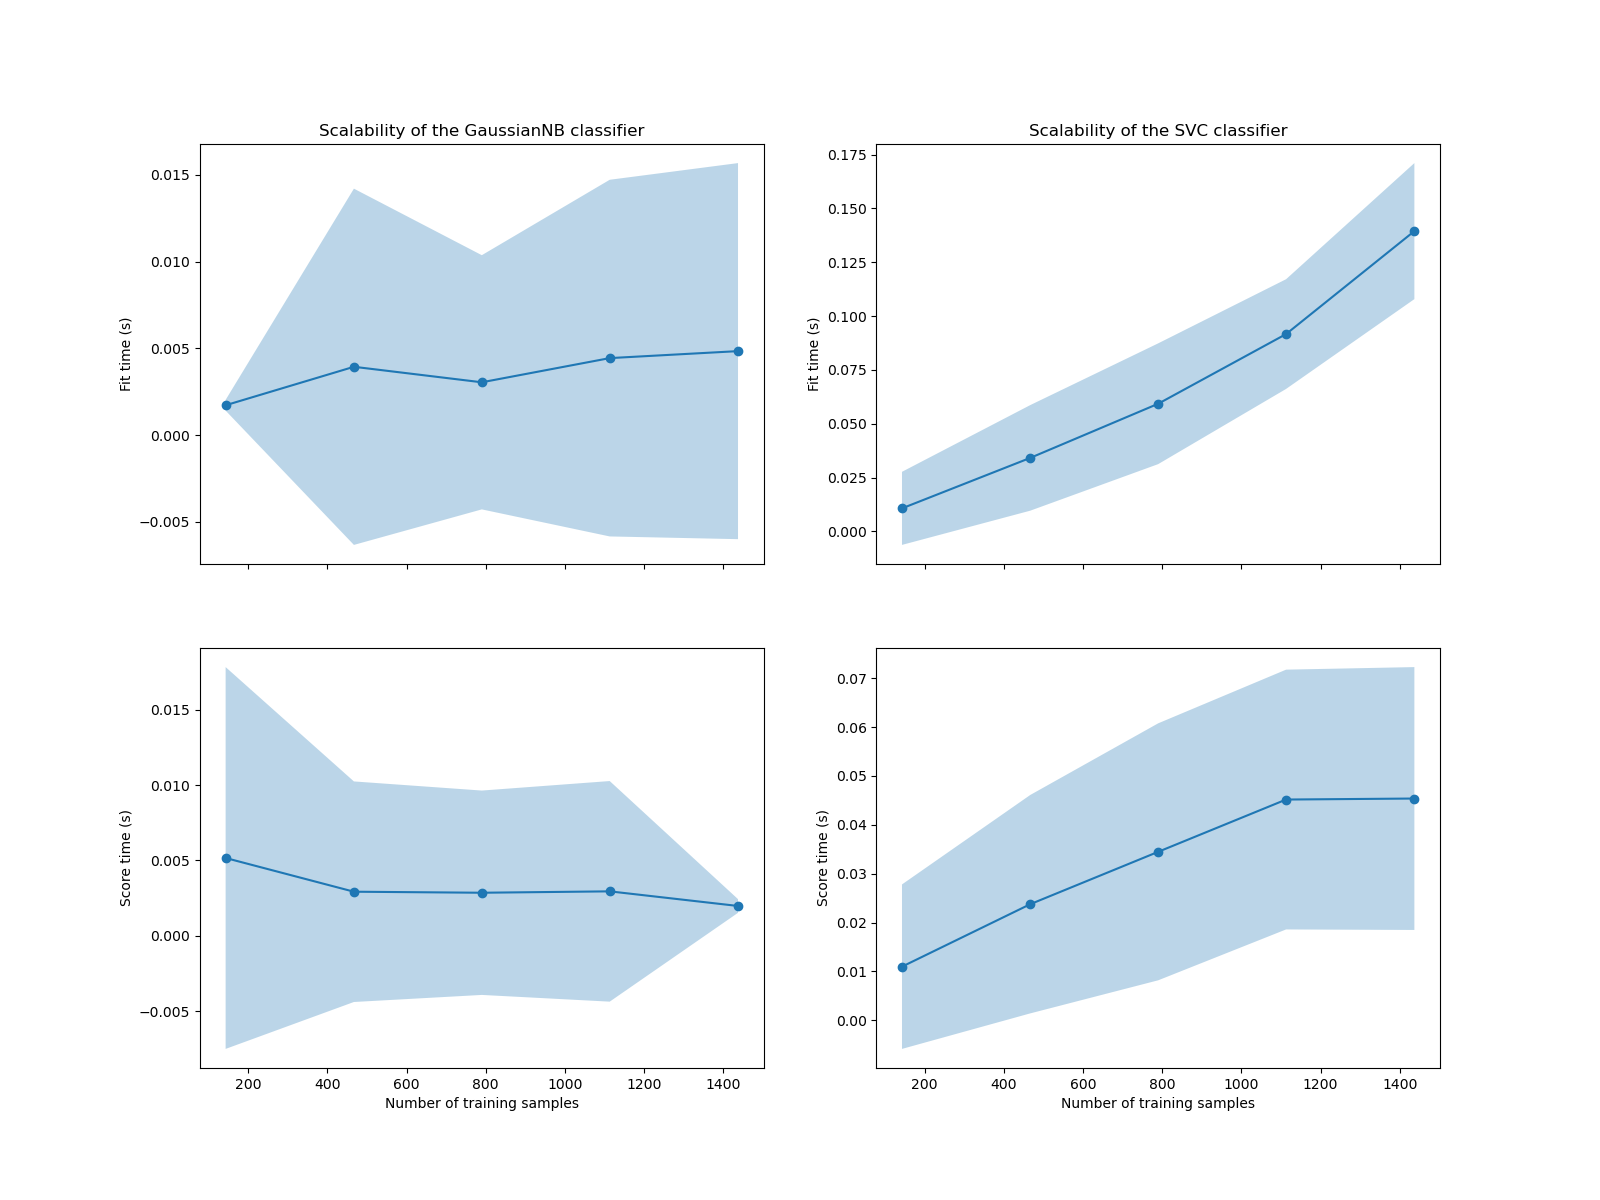 Scalability of the GaussianNB classifier
Scalability of the SVC classifier
0.015
0.010
0.005
0.000
−0.005
Fit time (s)
0.175
0.150
0.125
0.100
0.075
0.050
0.025
0.000
Fit time (s)
0.015
0.010
0.005
0.000
−0.005
Score time (s)
200 400 600 800 1000 1200 1400
Number of training samples
0.07
0.06
0.05
0.04
0.03
0.02
0.01
0.00
Score time (s)
200 400 600 800 1000 1200 1400
Number of training samples